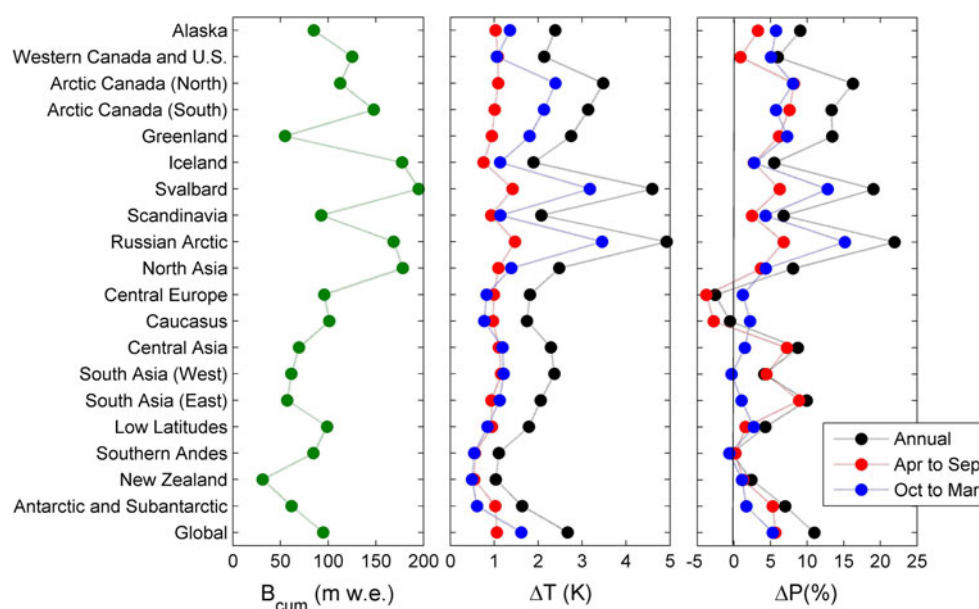 Alaska
Western Canada and U.S.
Arctic Canada (North)
Arctic Canada (South)
Greenland
Iceland
Svalbard
Scandinavia
Russian Arctic
North Asia
Central Europe
Caucasus
Central Asia
South Asia (West)
South Asia (East)
Low Latitudes
Southern Andes
New Zealand
Antarctic and Subantarctic
Global
0 50 100 150 200
B_cum (m w.e.)
0 1 2 3 4 5
ΔT (K)
-5 0 5 10 15 20 25
ΔP(%)
Annual
Apr to Sep
Oct to Mar